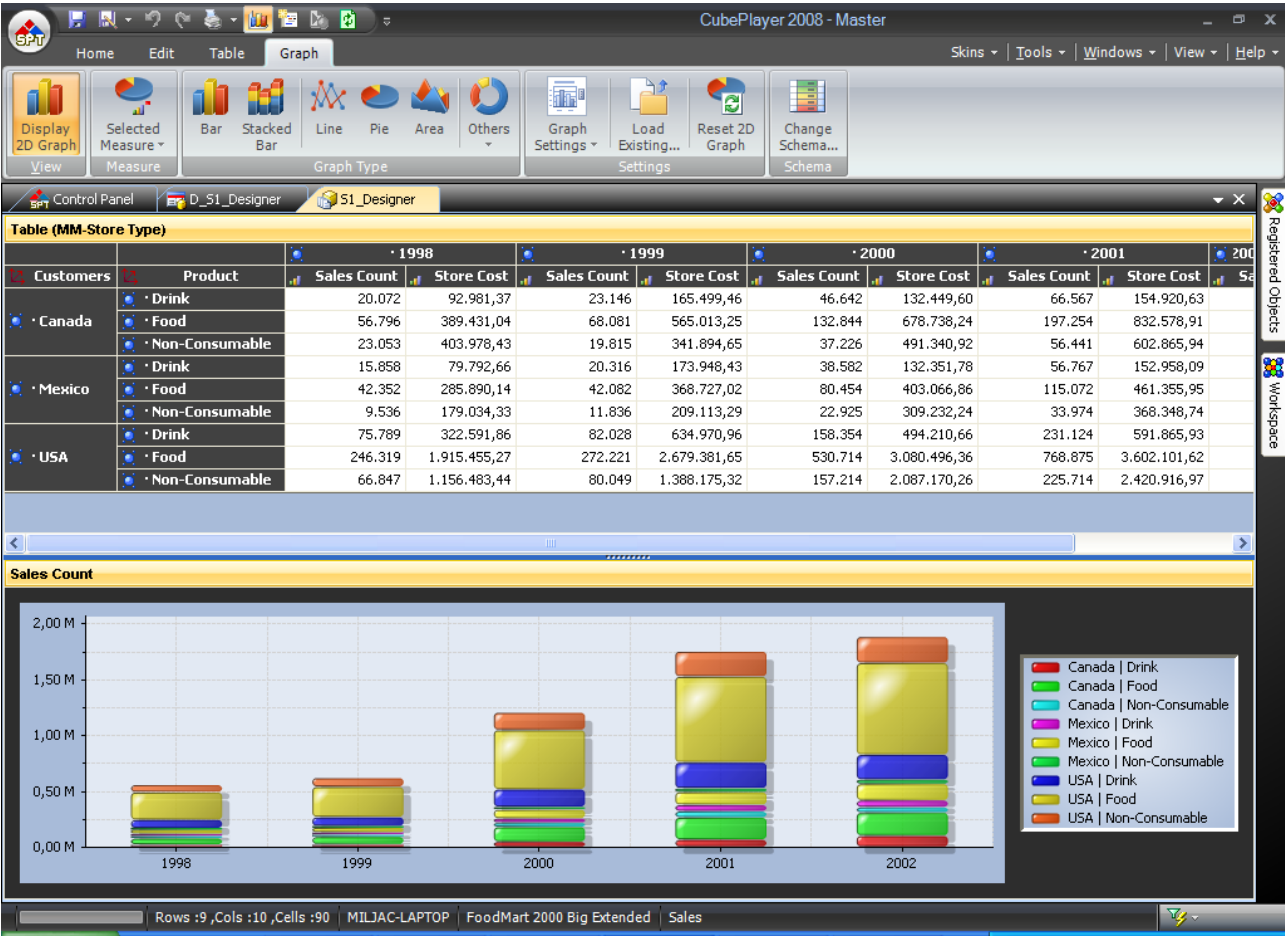 CubePlayer 2008 - Master
SPT
Home Edit Table Graph Skins Tools Windows View Help
Display 2D Graph
Selected Measure
Bar
Stacked Bar
Line
Pie
Area
Others
Graph Settings
Load Existing...
Reset 2D Graph
Change Schema...
View Measure Graph Type Settings Schema
SPT Control Panel D_S1_Designer S1_Designer
Registered Objects
Workspace
Table (MM-Store Type)
· 1998 · 1999 · 2000 · 2001 200
Customers Product Sales Count Store Cost Sales Count Store Cost Sales Count Store Cost Sales Count Store Cost Sa
· Drink 20.072 92.981,37 23.146 165.499,46 46.642 132.449,60 66.567 154.920,63
· Canada · Food 56.796 389.431,04 68.081 565.013,25 132.844 678.738,24 197.254 832.578,91
· Non-Consumable 23.053 403.978,43 19.815 341.894,65 37.226 491.340,92 56.441 602.865,94
· Drink 15.858 79.792,66 20.316 173.948,43 38.582 132.351,78 56.767 152.958,09
· Mexico · Food 42.352 285.890,14 42.082 368.727,02 80.454 403.066,86 115.072 461.355,95
· Non-Consumable 9.536 179.034,33 11.836 209.113,29 22.925 309.232,24 33.974 368.348,74
· Drink 75.789 322.591,86 82.028 634.970,96 158.354 494.210,66 231.124 591.865,93
· USA · Food 246.319 1.915.455,27 272.221 2.679.381,65 530.714 3.080.496,36 768.875 3.602.101,62
· Non-Consumable 66.847 1.156.483,44 80.049 1.388.175,32 157.214 2.087.170,26 225.714 2.420.916,97
Sales Count
2,00 M
1,50 M
1,00 M
0,50 M
0,00 M
1998 1999 2000 2001 2002
Canada | Drink
Canada | Food
Canada | Non-Consumable
Mexico | Drink
Mexico | Food
Mexico | Non-Consumable
USA | Drink
USA | Food
USA | Non-Consumable
Rows :9 ,Cols :10 ,Cells :90 MILJAC-LAPTOP FoodMart 2000 Big Extended Sales